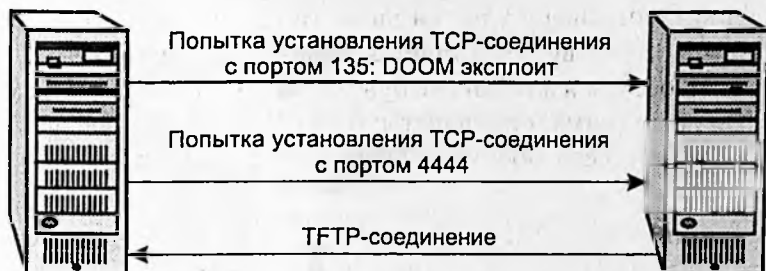 Попытка установления TCP-соединения
с портом 135: DOOM эксплоит
Попытка установления TCP-соединения
с портом 4444
TFTP-соединение